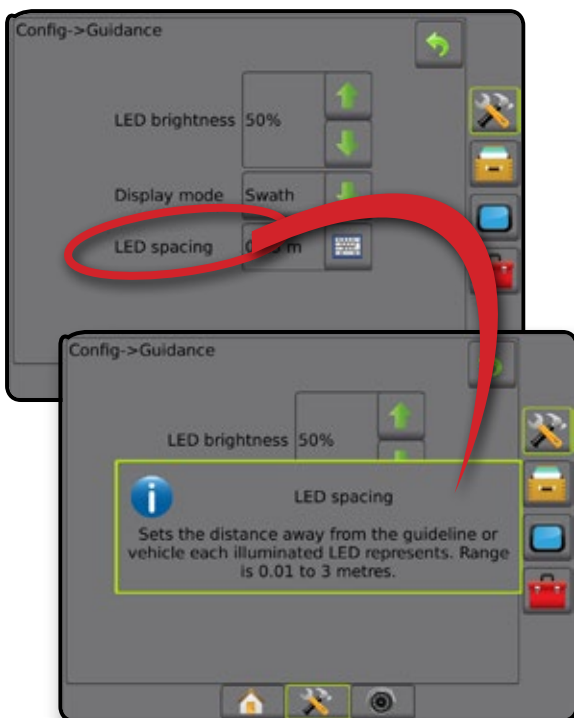 Config->Guidance
LED brightness 50%
Display mode Swath
LED spacing m
Config->Guidance
LED brightness 50%
LED spacing
Sets the distance away from the guideline or
vehicle each illuminated LED represents. Range
is 0.01 to 3 metres.